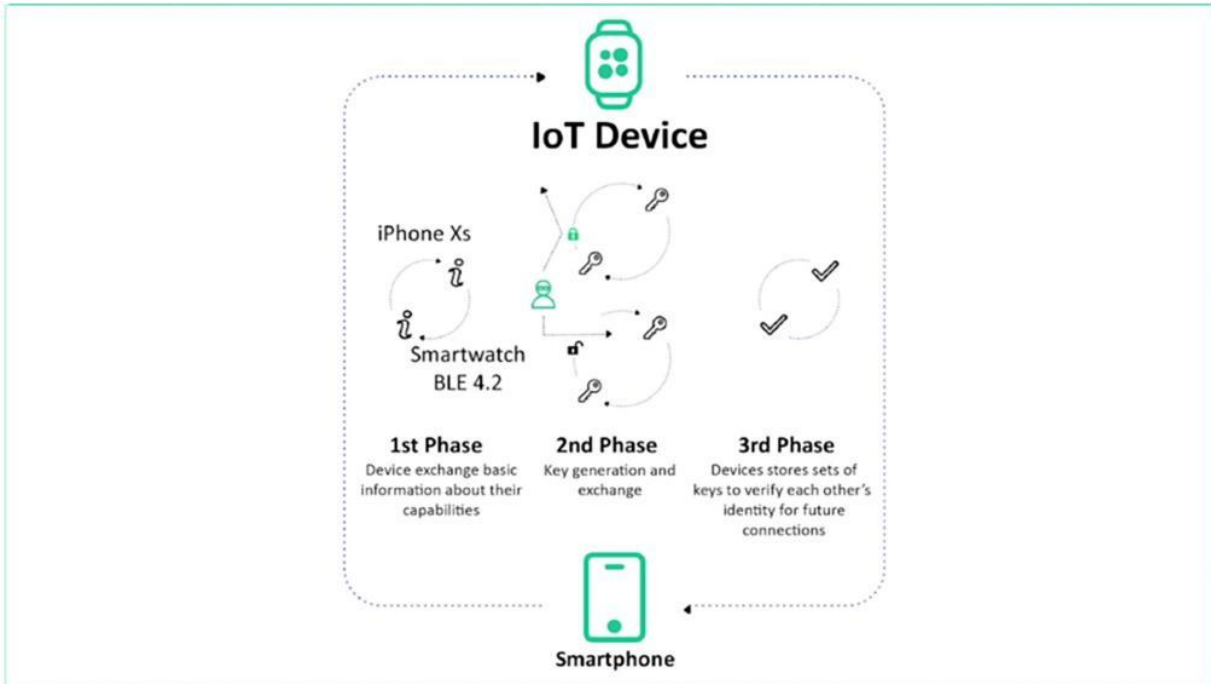 IoT Device
iPhone Xs
Smartwatch
BLE 4.2
1st Phase
Device exchange basic
information about their
capabilities
2nd Phase
Key generation and
exchange
3rd Phase
Devices stores sets of
keys to verify each other's
identity for future
connections
Smartphone